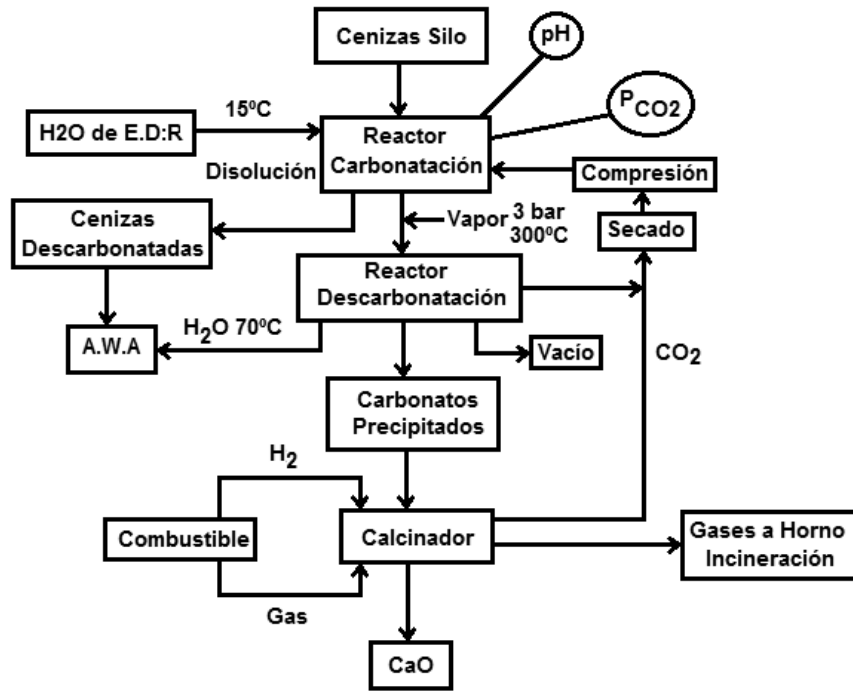 Cenizas Silo
pH
P CO2
15ºC
H2O de E.D:R
Reactor
Carbonatación
Disolución
Compresión
Cenizas
Descarbonatadas
Vapor 3 bar
300ºC
Secado
Reactor
Descarbonatación
A.W.A
H2O 70ºC
Vacío
CO2
Carbonatos
Precipitados
H2
Combustible
Calcinador
Gases a Horno
Incineración
Gas
CaO